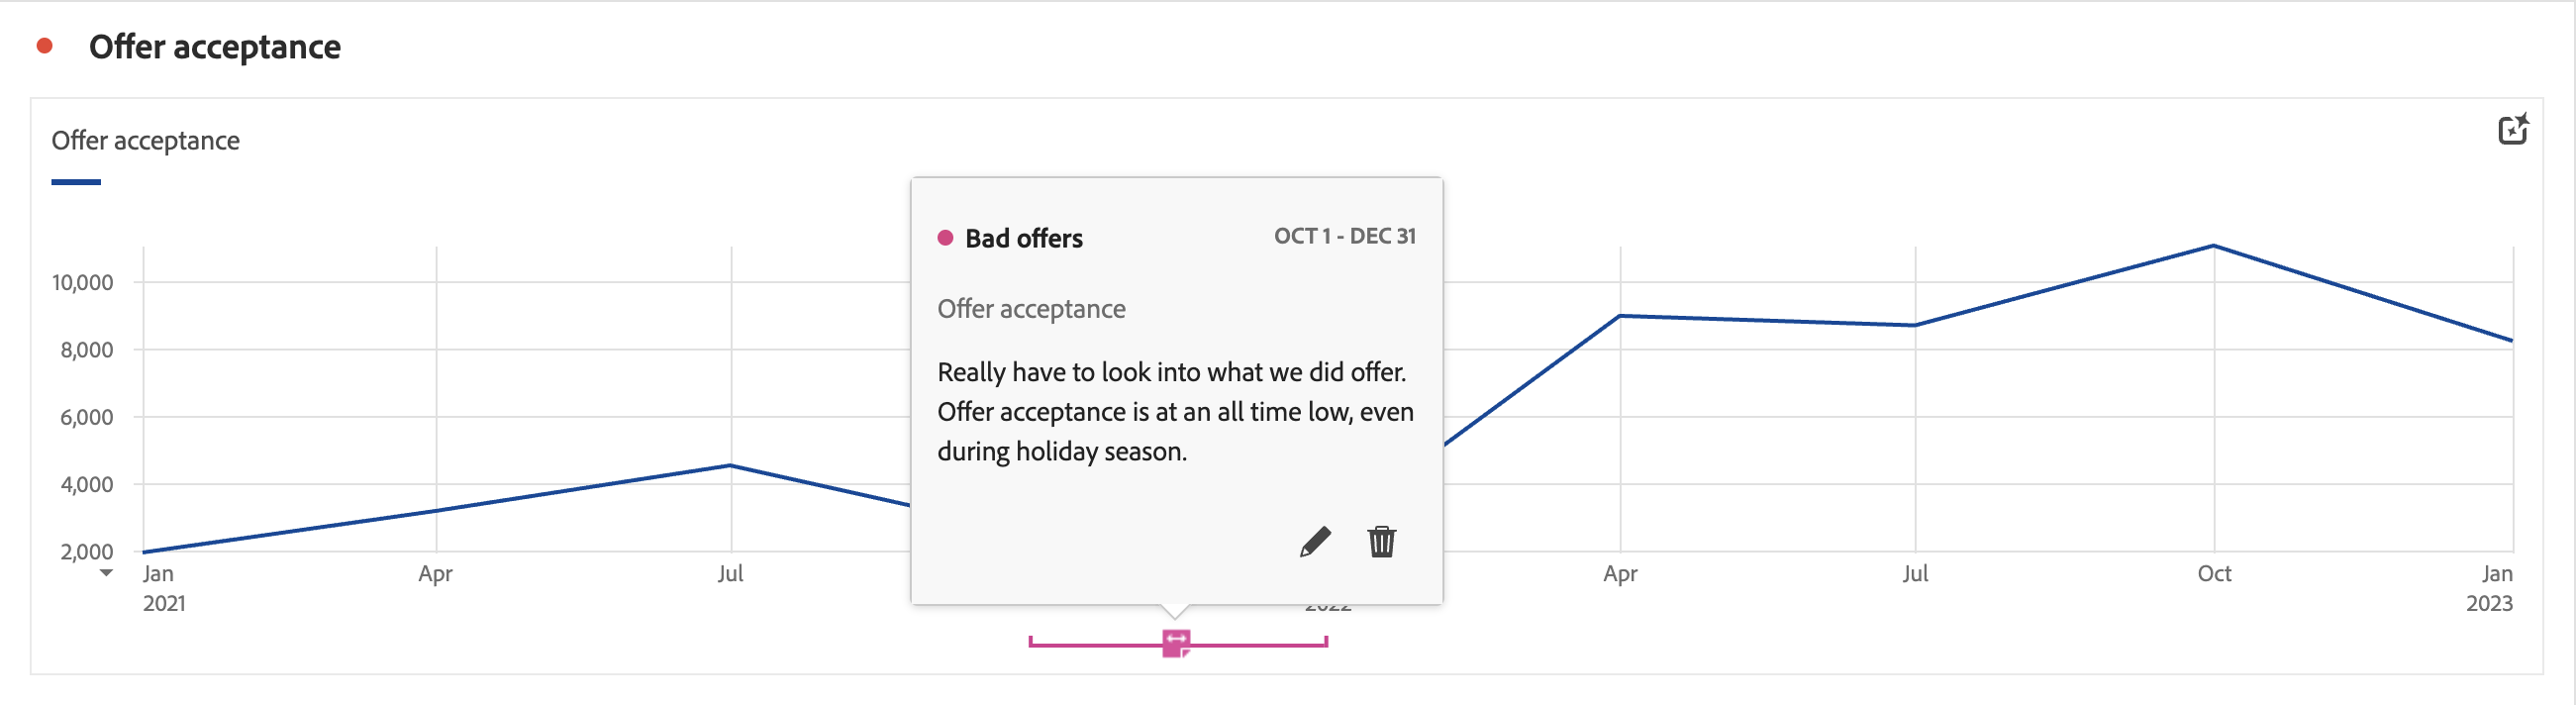 Offer acceptance
Offer acceptance
Bad offers OCT 1 - DEC 31
Offer acceptance
Really have to look into what we did offer.
Offer acceptance is at an all time low, even
during holiday season.
10,000
8,000
6,000
4,000
2,000
Jan Apr Jul Apr Jul Oct Jan
2021 2022 2023